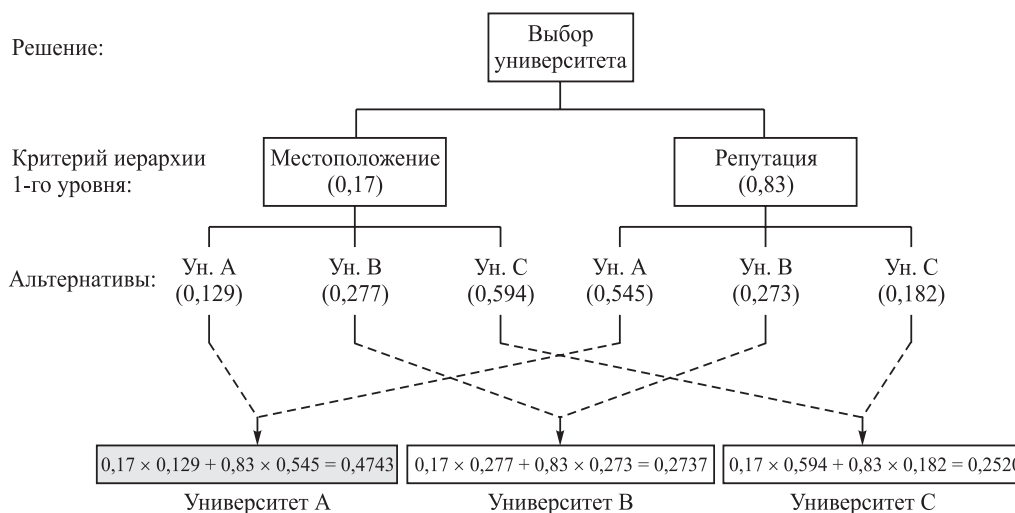 Решение:
Выбор
университета
Критерий иерархии
1-го уровня:
Местоположение
(0,17)
Репутация
(0,83)
Альтернативы:
Ун. A
(0,129)
Ун. B
(0,277)
Ун. C
(0,594)
Ун. A
(0,545)
Ун. B
(0,273)
Ун. C
(0,182)
0,17 × 0,129 + 0,83 × 0,545 = 0,4743
0,17 × 0,277 + 0,83 × 0,273 = 0,2737
0,17 × 0,594 + 0,83 × 0,182 = 0,2520
Университет A
Университет B
Университет C